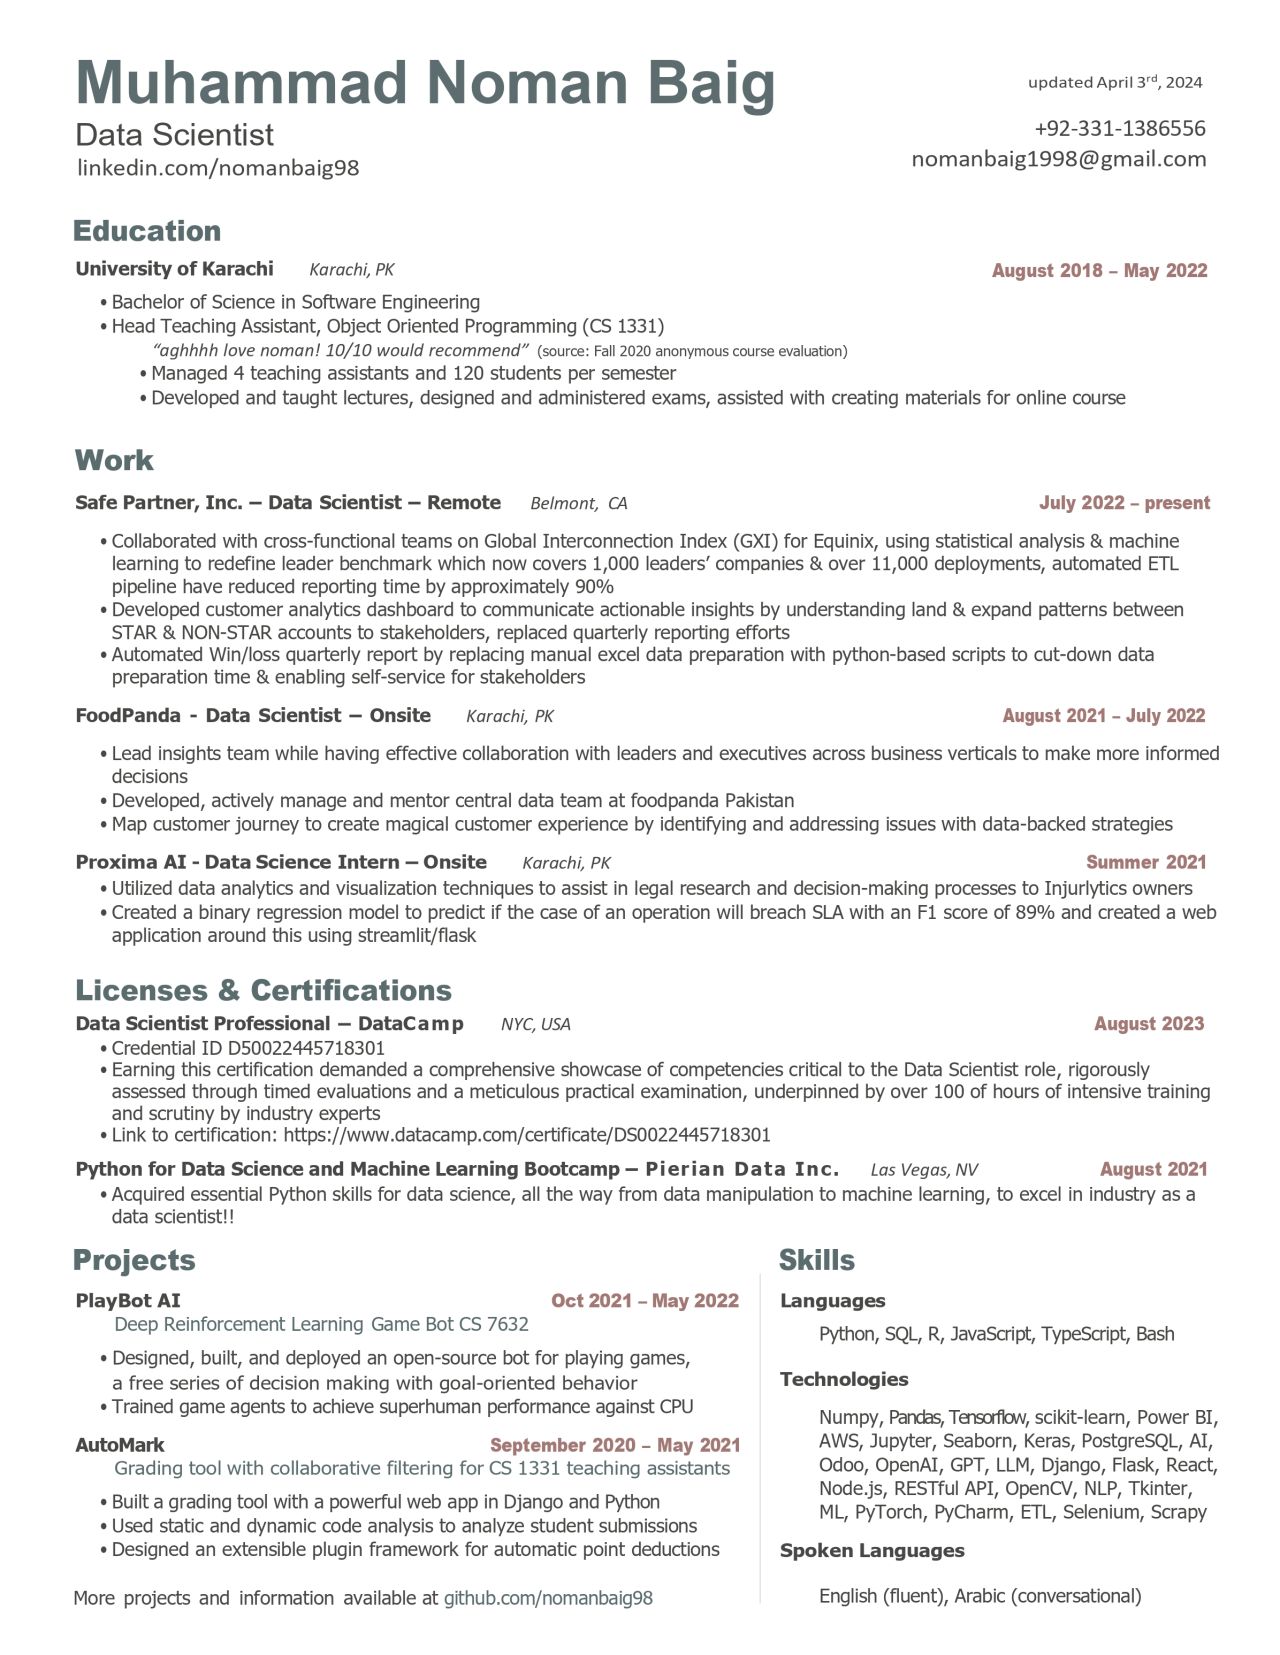 Muhammad Noman Baig
updated April 3rd, 2024
Data Scientist
+92-331-1386556
linkedin.com/nomanbaig98
nomanbaig1998@gmail.com
Education
University of Karachi Karachi, PK August 2018 – May 2022
• Bachelor of Science in Software Engineering
• Head Teaching Assistant, Object Oriented Programming (CS 1331)
“aghhhh love noman! 10/10 would recommend” (source: Fall 2020 anonymous course evaluation)
• Managed 4 teaching assistants and 120 students per semester
• Developed and taught lectures, designed and administered exams, assisted with creating materials for online course
Work
Safe Partner, Inc. – Data Scientist – Remote Belmont, CA July 2022 – present
• Collaborated with cross-functional teams on Global Interconnection Index (GXI) for Equinix, using statistical analysis & machine
learning to redefine leader benchmark which now covers 1,000 leaders’ companies & over 11,000 deployments, automated ETL
pipeline have reduced reporting time by approximately 90%
• Developed customer analytics dashboard to communicate actionable insights by understanding land & expand patterns between
STAR & NON-STAR accounts to stakeholders, replaced quarterly reporting efforts
• Automated Win/loss quarterly report by replacing manual excel data preparation with python-based scripts to cut-down data
preparation time & enabling self-service for stakeholders
FoodPanda - Data Scientist – Onsite Karachi, PK August 2021 – July 2022
• Lead insights team while having effective collaboration with leaders and executives across business verticals to make more informed
decisions
• Developed, actively manage and mentor central data team at foodpanda Pakistan
• Map customer journey to create magical customer experience by identifying and addressing issues with data-backed strategies
Proxima AI - Data Science Intern – Onsite Karachi, PK Summer 2021
• Utilized data analytics and visualization techniques to assist in legal research and decision-making processes to Injurlytics owners
• Created a binary regression model to predict if the case of an operation will breach SLA with an F1 score of 89% and created a web
application around this using streamlit/flask
Licenses & Certifications
Data Scientist Professional – DataCamp NYC, USA August 2023
• Credential ID D50022445718301
• Earning this certification demanded a comprehensive showcase of competencies critical to the Data Scientist role, rigorously
assessed through timed evaluations and a meticulous practical examination, underpinned by over 100 of hours of intensive training
and scrutiny by industry experts
• Link to certification: https://www.datacamp.com/certificate/DS0022445718301
Python for Data Science and Machine Learning Bootcamp – Pierian Data Inc. Las Vegas, NV August 2021
• Acquired essential Python skills for data science, all the way from data manipulation to machine learning, to excel in industry as a
data scientist!!
Projects
PlayBot AI Oct 2021 – May 2022
Deep Reinforcement Learning Game Bot CS 7632
• Designed, built, and deployed an open-source bot for playing games,
a free series of decision making with goal-oriented behavior
• Trained game agents to achieve superhuman performance against CPU
AutoMark September 2020 – May 2021
Grading tool with collaborative filtering for CS 1331 teaching assistants
• Built a grading tool with a powerful web app in Django and Python
• Used static and dynamic code analysis to analyze student submissions
• Designed an extensible plugin framework for automatic point deductions
More projects and information available at github.com/nomanbaig98
Skills
Languages
Python, SQL, R, JavaScript, TypeScript, Bash
Technologies
Numpy, Pandas, Tensorflow, scikit-learn, Power BI,
AWS, Jupyter, Seaborn, Keras, PostgreSQL, AI,
Odoo, OpenAI, GPT, LLM, Django, Flask, React,
Node.js, RESTful API, OpenCV, NLP, Tkinter,
ML, PyTorch, PyCharm, ETL, Selenium, Scrapy
Spoken Languages
English (fluent), Arabic (conversational)